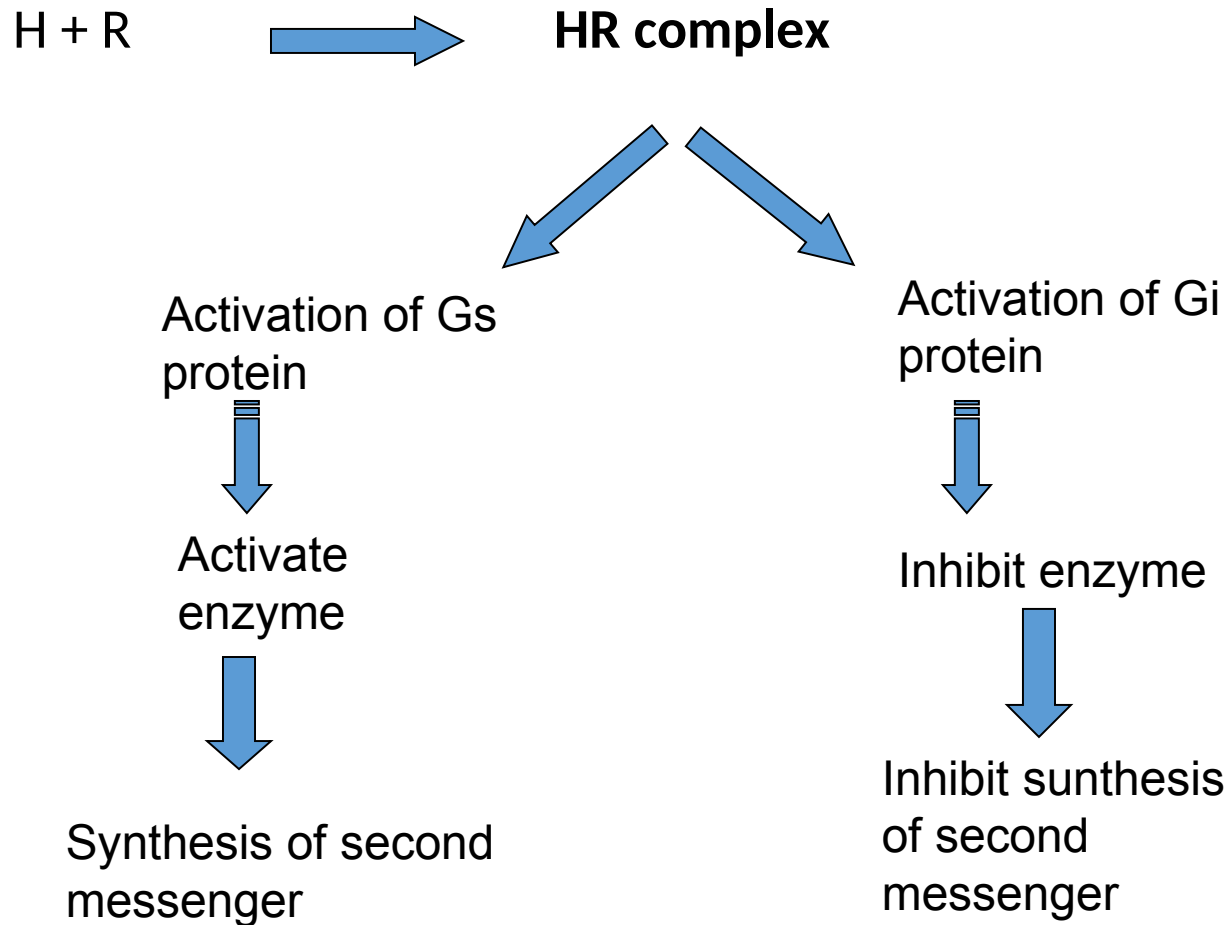 H + R
HR complex
Activation of Gs
protein
Activate
enzyme
Synthesis of second
messenger
Activation of Gi
protein
Inhibit enzyme
Inhibit sunthesis
of second
messenger